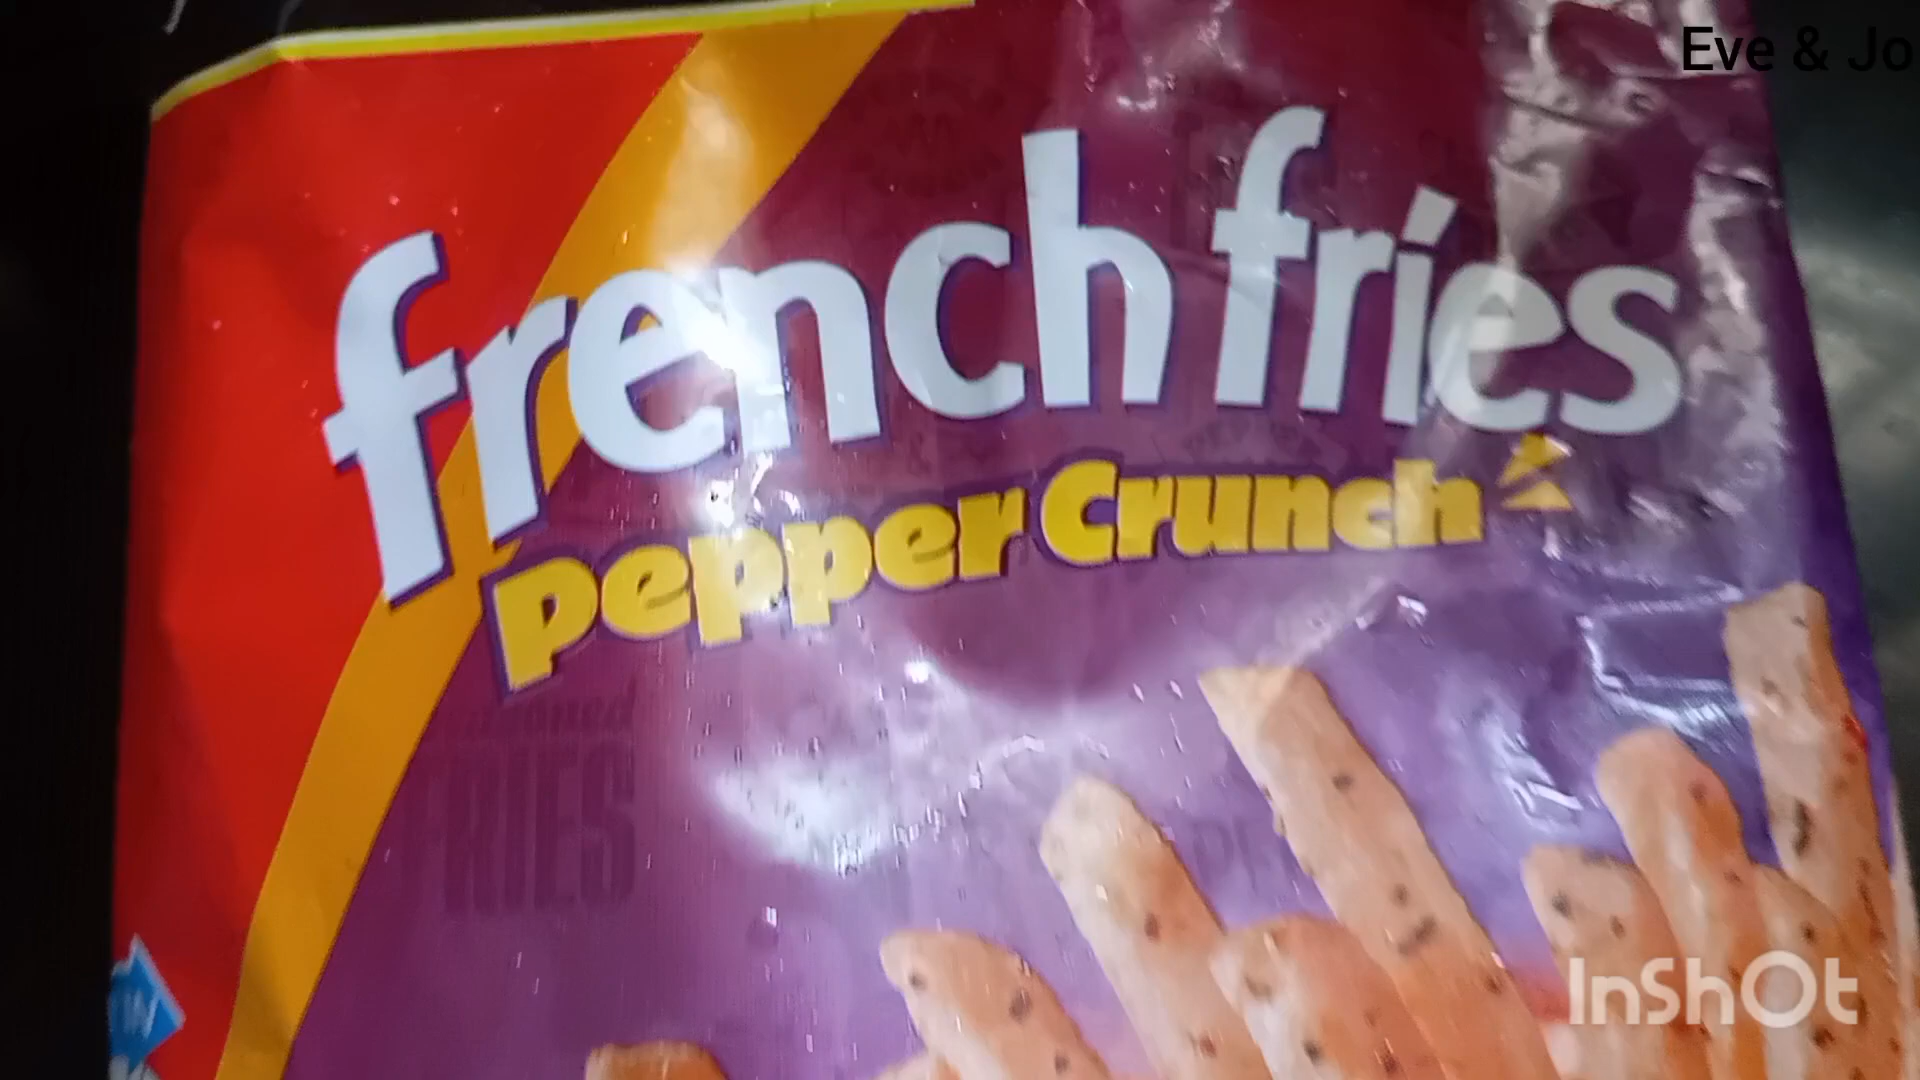 Eve & Jo
french fries
Pepper Crunch
FRIES
InShOt